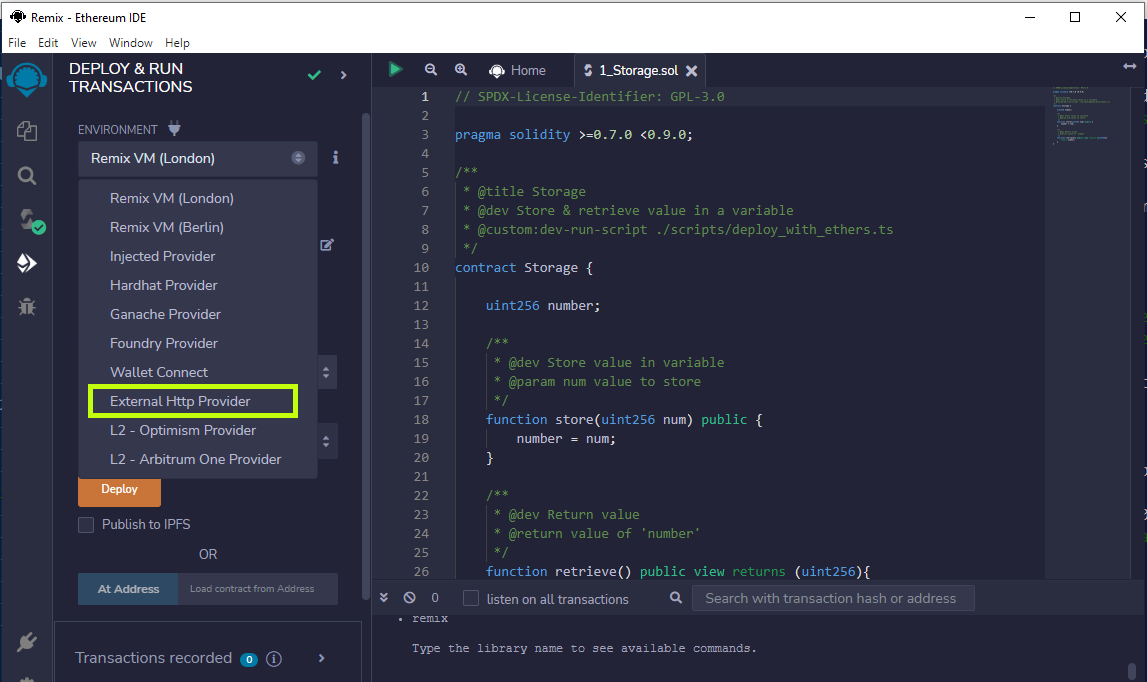 Remix - Ethereum IDE
File Edit View Window Help
DEPLOY & RUN
TRANSACTIONS
ENVIRONMENT
Remix VM (London)
Remix VM (London)
Remix VM (Berlin)
Injected Provider
Hardhat Provider
Ganache Provider
Foundry Provider
Wallet Connect
External Http Provider
L2 - Optimism Provider
L2 - Arbitrum One Provider
Deploy
Publish to IPFS
OR
At Address Load contract from Address
Transactions recorded 0 i
Home 1_Storage.sol
1 // SPDX-License-Identifier: GPL-3.0
2
3 pragma solidity >=0.7.0 <0.9.0;
4
5 /**
6 * @title Storage
7 * @dev Store & retrieve value in a variable
8 * @custom:dev-run-script ./scripts/deploy_with_ethers.ts
9 */
10 contract Storage {
11
12 uint256 number;
13
14 /**
15 * @dev Store value in variable
16 * @param num value to store
17 */
18 function store(uint256 num) public {
19 number = num;
20 }
21
22 /**
23 * @dev Return value
24 * @return value of 'number'
25 */
26 function retrieve() public view returns (uint256){
0 listen on all transactions Search with transaction hash or address
• remix
Type the library name to see available commands.